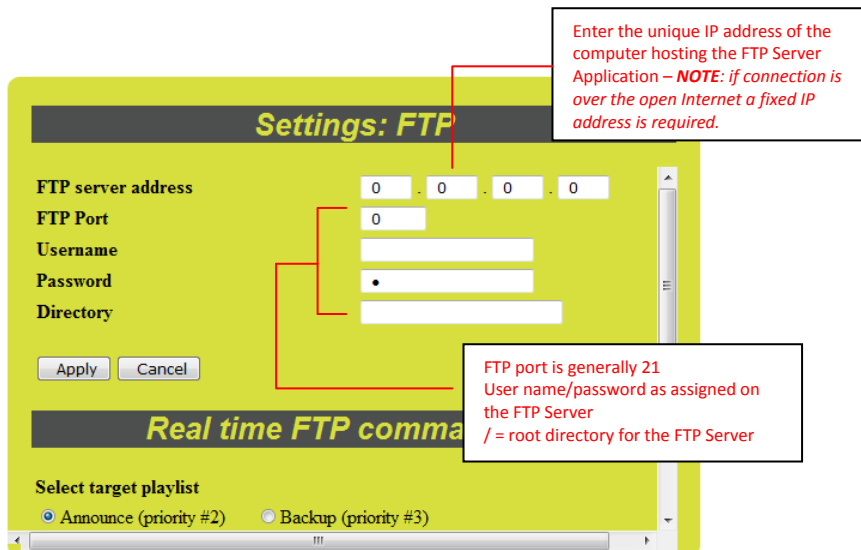 Enter the unique IP address of the
computer hosting the FTP Server
Application – NOTE: if connection is
over the open Internet a fixed IP
address is required.
Settings: FTP
FTP server address 0 . 0 . 0 . 0
FTP Port 0
Username
Password •
Directory
Apply Cancel
FTP port is generally 21
User name/password as assigned on
the FTP Server
/ = root directory for the FTP Server
Real time FTP comma
Select target playlist
Announce (priority #2) Backup (priority #3)